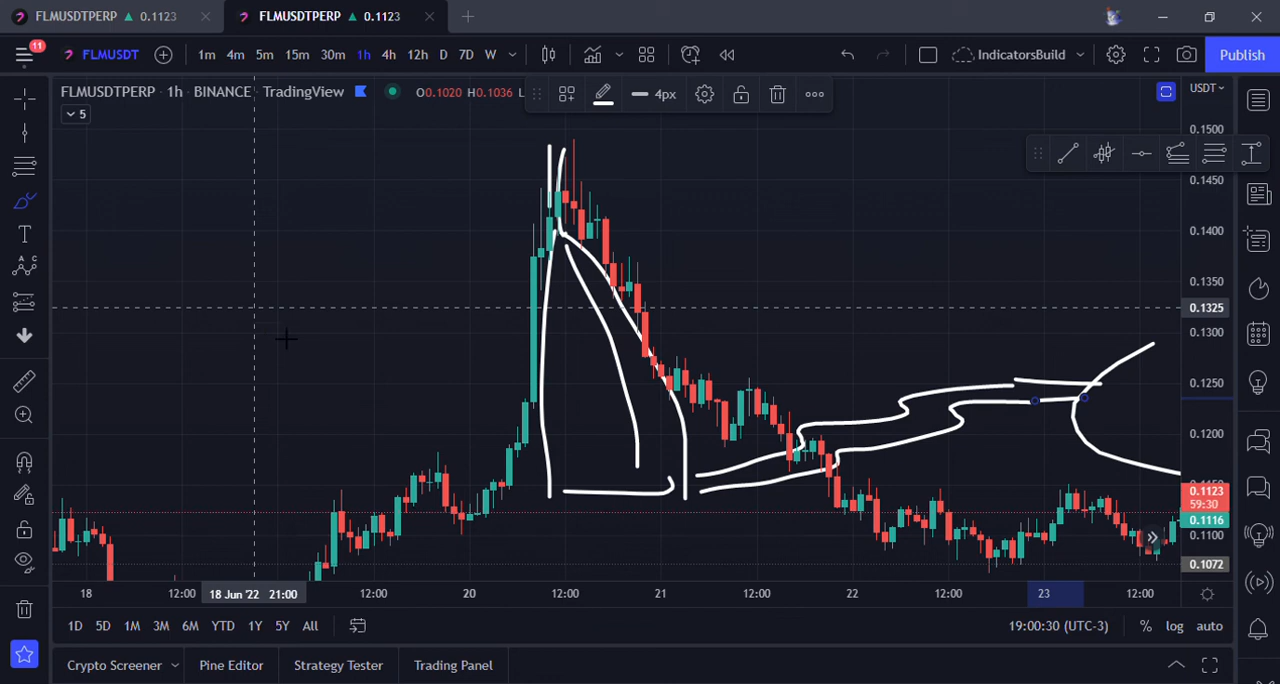 FLMUSDTPERP ▲ 0.1123
FLMUSDTPERP ▲ 0.1123
11
FLMUSDT
1m 4m 5m 15m 30m 1h 4h 12h D 7D W
IndicatorsBuild
Publish
FLMUSDTPERP · 1h · BINANCE TradingView
O0.1020 H0.1036 L
4px
USDT
5
0.1500
0.1450
0.1400
0.1350
0.1325
0.1300
0.1250
0.1200
0.1123
59:30
0.1116
0.1100
0.1072
18 12:00 18 Jun '22 21:00 12:00 20 12:00 21 12:00 22 12:00 23 12:00
1D 5D 1M 3M 6M YTD 1Y 5Y All
19:00:30 (UTC-3) % log auto
Crypto Screener Pine Editor Strategy Tester Trading Panel